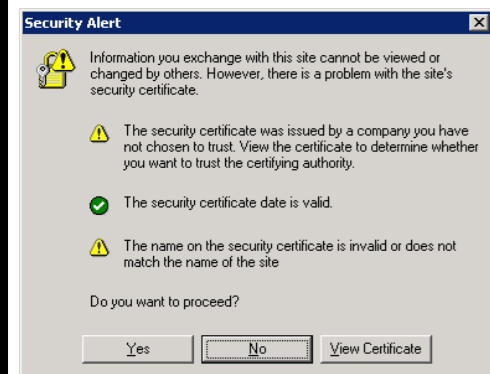 Security Alert
Information you exchange with this site cannot be viewed or
changed by others. However, there is a problem with the site's
security certificate.
The security certificate was issued by a company you have
not chosen to trust. View the certificate to determine whether
you want to trust the certifying authority.
The security certificate date is valid.
The name on the security certificate is invalid or does not
match the name of the site
Do you want to proceed?
Yes No View Certificate